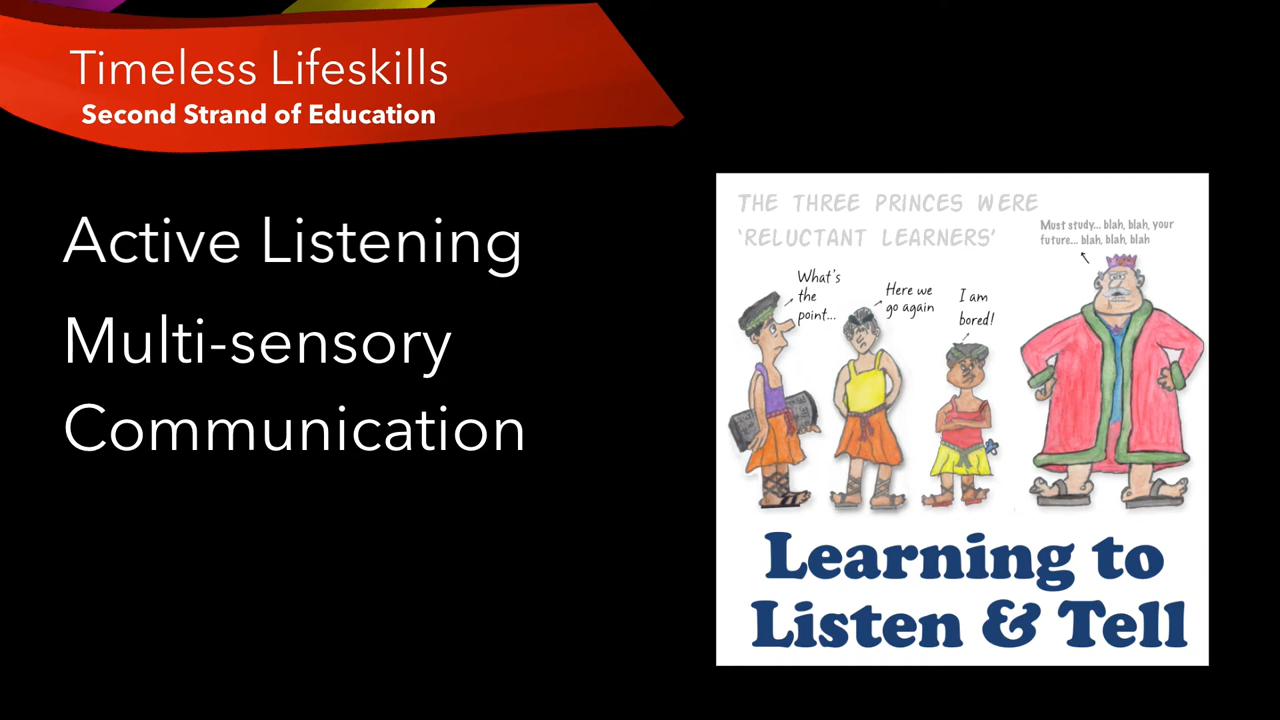 Timeless Lifeskills
Second Strand of Education
Active Listening
Multi-sensory
Communication
THE THREE PRINCES WERE
‘RELUCTANT LEARNERS’
Must study... blah, blah, your
future... blah, blah, blah
What's
the
point...
Here we
go again
I am
bored!
Learning to
Listen & Tell